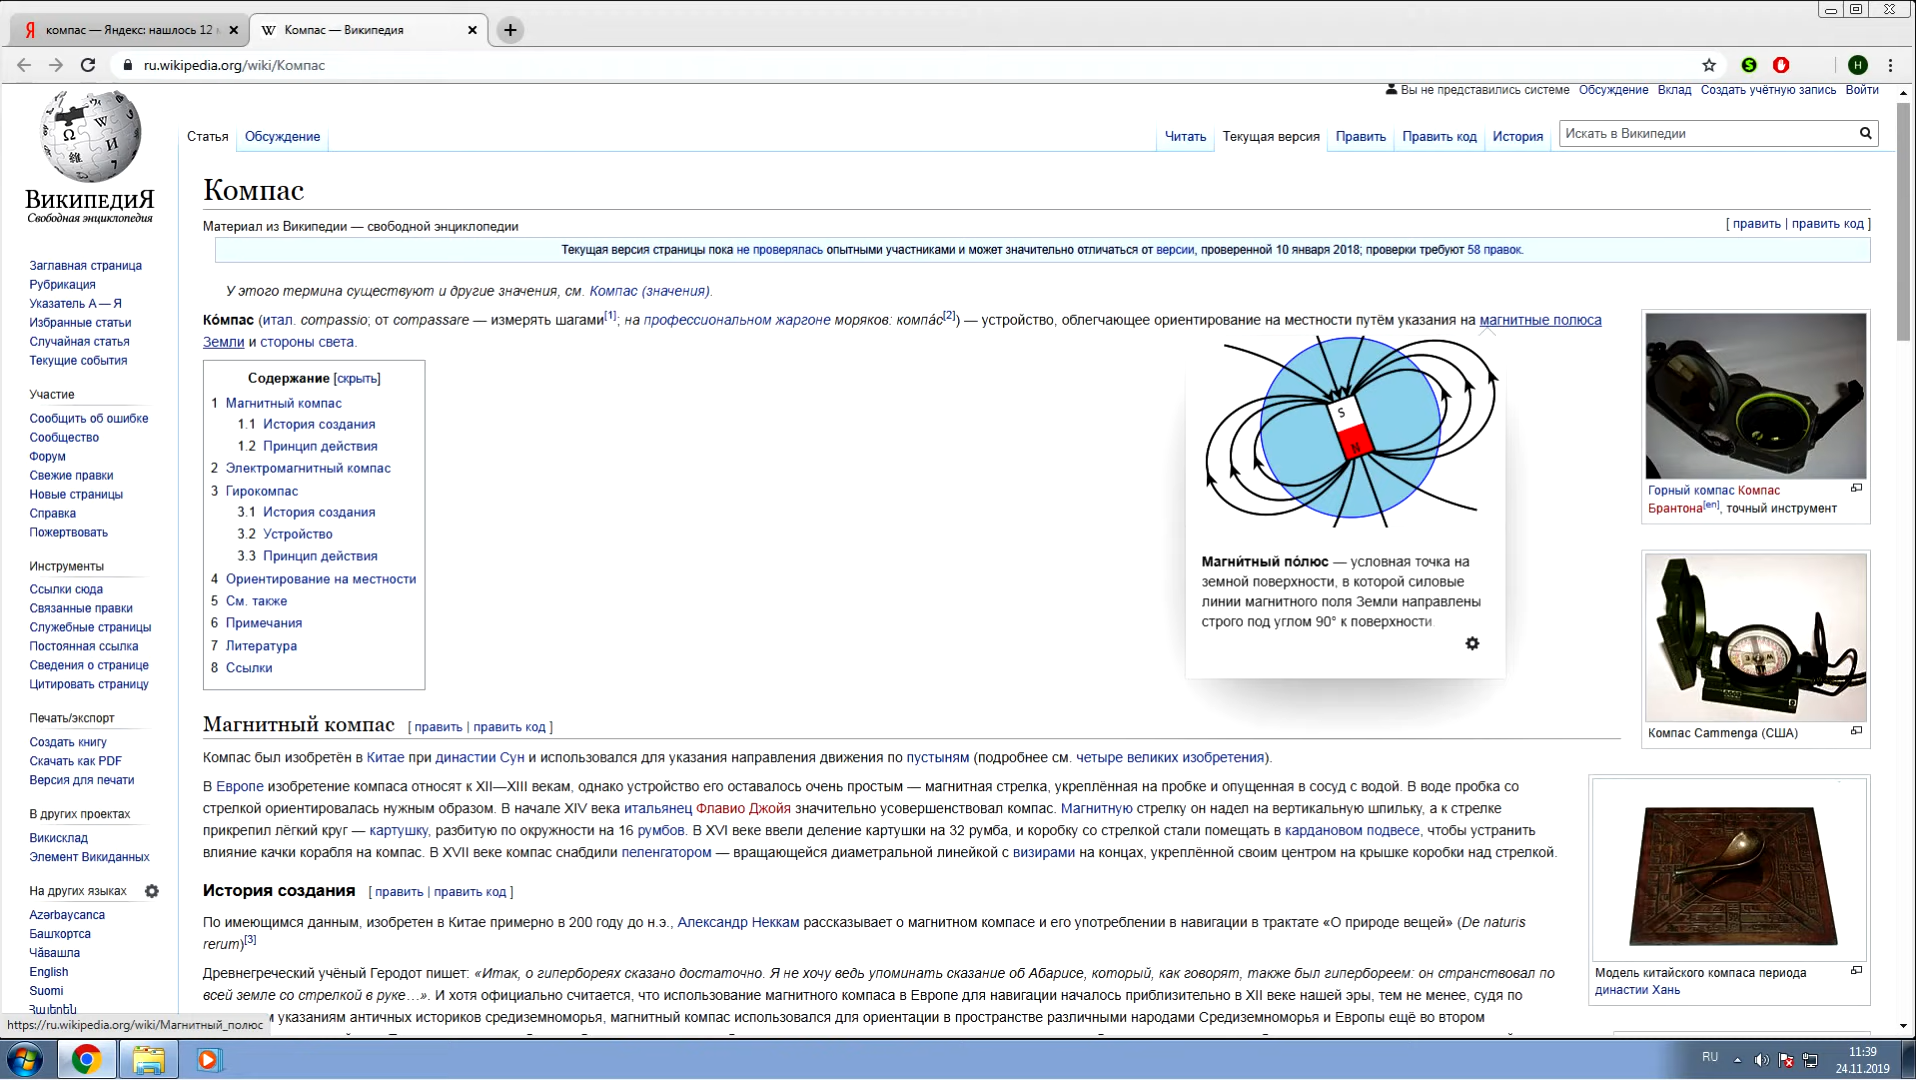 компас — Яндекс: нашлось 12
Компас — Википедия
ru.wikipedia.org/wiki/Компас
H
Вы не представились системе Обсуждение Вклад Создать учётную запись Войти
Статья Обсуждение
Читать Текущая версия Править Править код История
Искать в Википедии
ВикипедиЯ
Свободная энциклопедия
Заглавная страница
Рубрикация
Указатель А — Я
Избранные статьи
Случайная статья
Текущие события
Участие
Сообщить об ошибке
Сообщество
Форум
Свежие правки
Новые страницы
Справка
Пожертвовать
Инструменты
Ссылки сюда
Связанные правки
Служебные страницы
Постоянная ссылка
Сведения о странице
Цитировать страницу
Печать/экспорт
Создать книгу
Скачать как PDF
Версия для печати
В других проектах
Викисклад
Элемент Викиданных
На других языках
Azərbaycanca
Башҡортса
Чӑвашла
English
Suomi
Հայերեն
Компас
Материал из Википедии — свободной энциклопедии
[ править | править код ]
Текущая версия страницы пока не проверялась опытными участниками и может значительно отличаться от версии, проверенной 10 января 2018; проверки требуют 58 правок.
У этого термина существуют и другие значения, см. Компас (значения).
Ко́мпас (итал. compassio; от compassare — измерять шагами[1]; на профессиональном жаргоне моряков: компа́с[2]) — устройство, облегчающее ориентирование на местности путём указания на магнитные полюса
Земли и стороны света.
Содержание [скрыть]
1 Магнитный компас
1.1 История создания
1.2 Принцип действия
2 Электромагнитный компас
3 Гирокомпас
3.1 История создания
3.2 Устройство
3.3 Принцип действия
4 Ориентирование на местности
5 См. также
6 Примечания
7 Литература
8 Ссылки
S
N
Магни́тный по́люс — условная точка на
земной поверхности, в которой силовые
линии магнитного поля Земли направлены
строго под углом 90° к поверхности.
Горный компас Компас
Брантона[en], точный инструмент
Компас Cammenga (США)
Модель китайского компаса периода
династии Хань
Магнитный компас [ править | править код ]
Компас был изобретён в Китае при династии Сун и использовался для указания направления движения по пустыням (подробнее см. четыре великих изобретения).
В Европе изобретение компаса относят к XII—XIII векам, однако устройство его оставалось очень простым — магнитная стрелка, укреплённая на пробке и опущенная в сосуд с водой. В воде пробка со
стрелкой ориентировалась нужным образом. В начале XIV века итальянец Флавио Джойя значительно усовершенствовал компас. Магнитную стрелку он надел на вертикальную шпильку, а к стрелке
прикрепил лёгкий круг — картушку, разбитую по окружности на 16 румбов. В XVI веке ввели деление картушки на 32 румба, и коробку со стрелкой стали помещать в кардановом подвесе, чтобы устранить
влияние качки корабля на компас. В XVII веке компас снабдили пеленгатором — вращающейся диаметральной линейкой с визирами на концах, укреплённой своим центром на крышке коробки над стрелкой.
История создания [ править | править код ]
По имеющимся данным, изобретен в Китае примерно в 200 году до н.э., Александр Неккам рассказывает о магнитном компасе и его употреблении в навигации в трактате «О природе вещей» (De naturis
rerum)[3]
Древнегреческий учёный Геродот пишет: «Итак, о гипербореях сказано достаточно. Я не хочу ведь упоминать сказание об Абарисе, который, как говорят, также был гипербореем: он странствовал по
всей земле со стрелкой в руке…». И хотя официально считается, что использование магнитного компаса в Европе для навигации началось приблизительно в XII веке нашей эры, тем не менее, судя по
указаниям античных историков средиземноморья, магнитный компас использовался для ориентации в пространстве различными народами Средиземноморья и Европы ещё во втором
https://ru.wikipedia.org/wiki/Магнитный_полюс
RU
11:39
24.11.2019